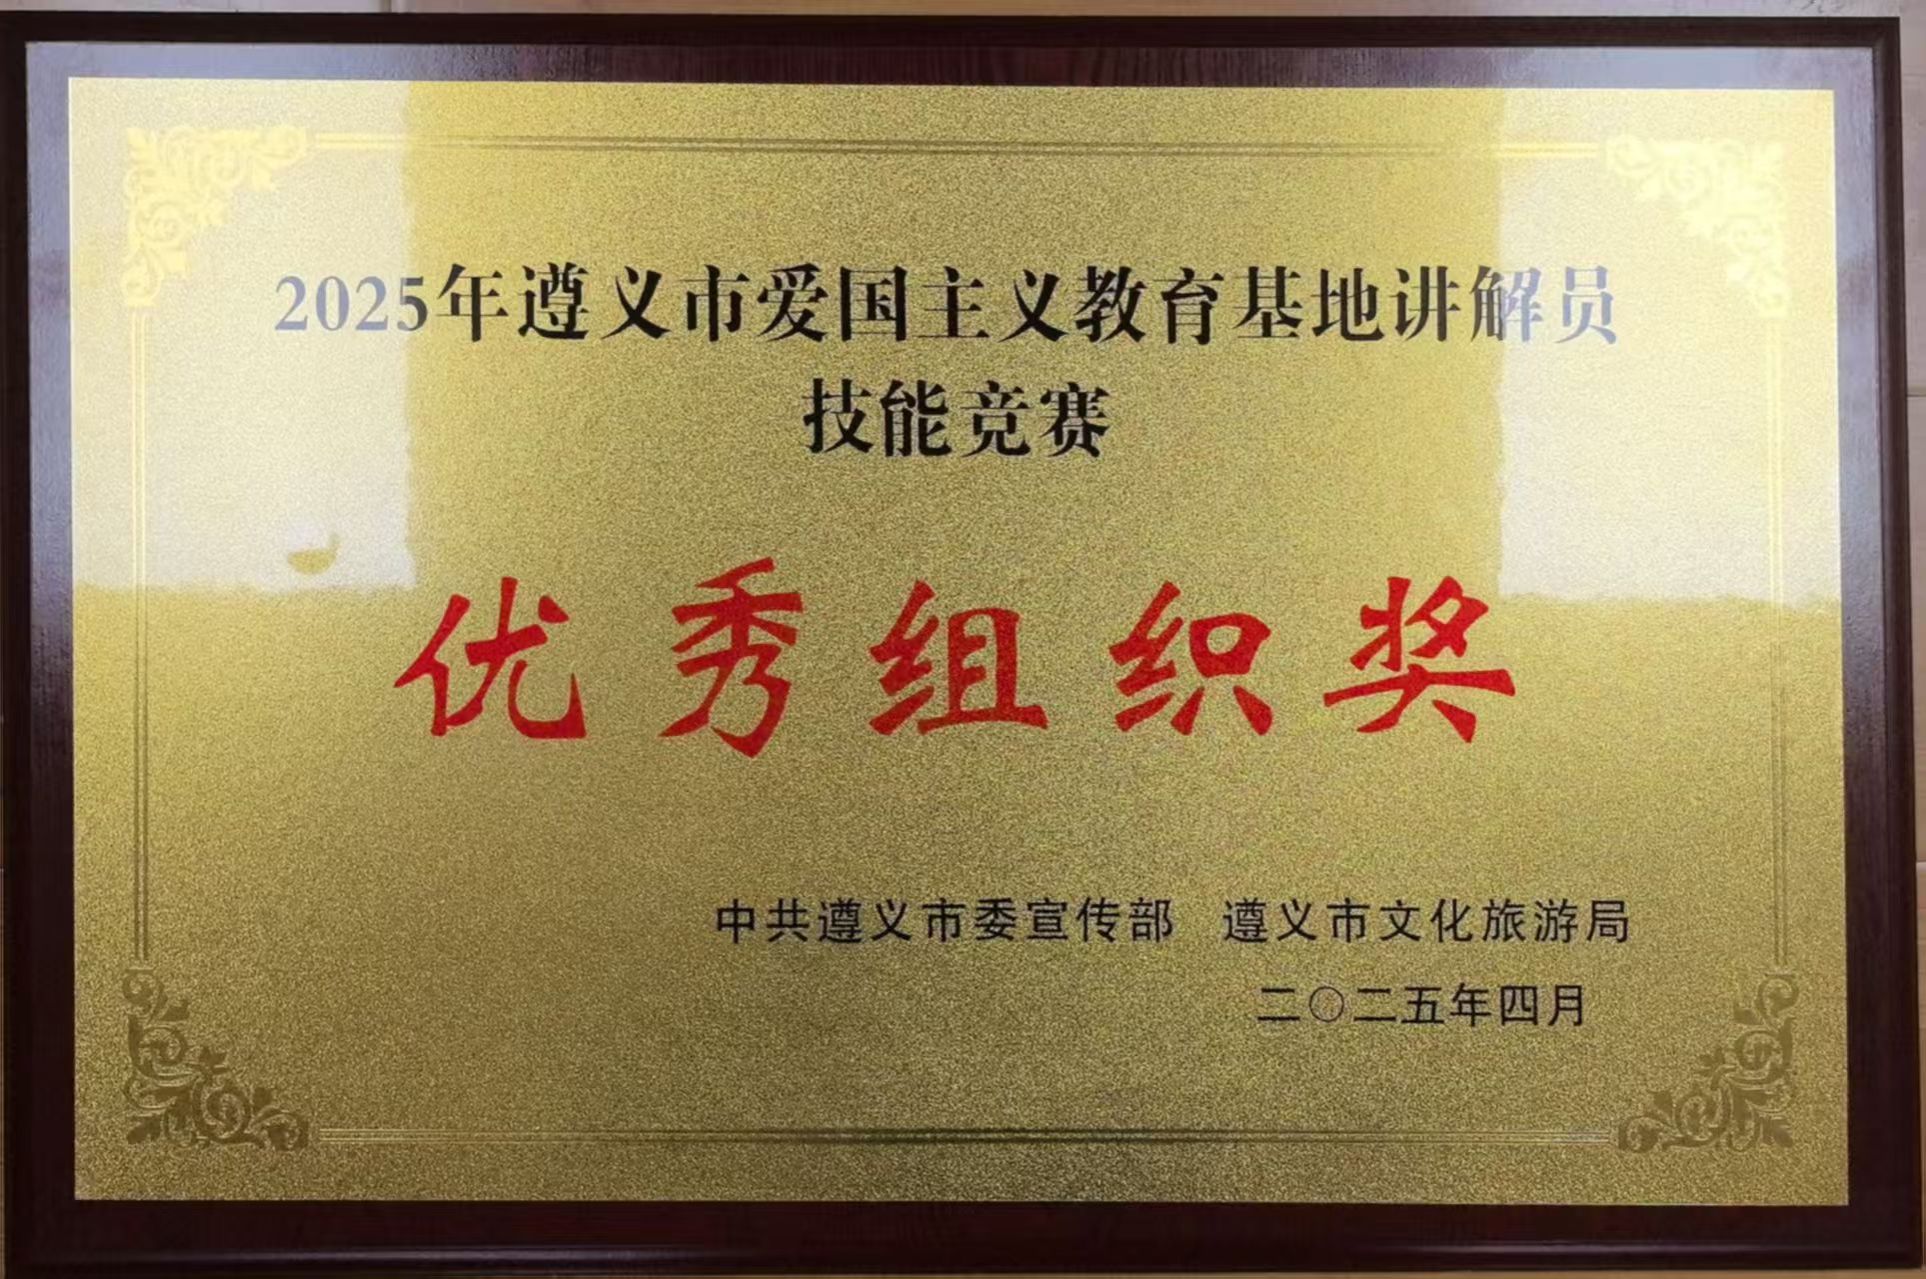 2025年遵义市爱国主义教育基地讲解员
技能竞赛
优秀组织奖
中共遵义市委宣传部 遵义市文化旅游局
二〇二五年四月